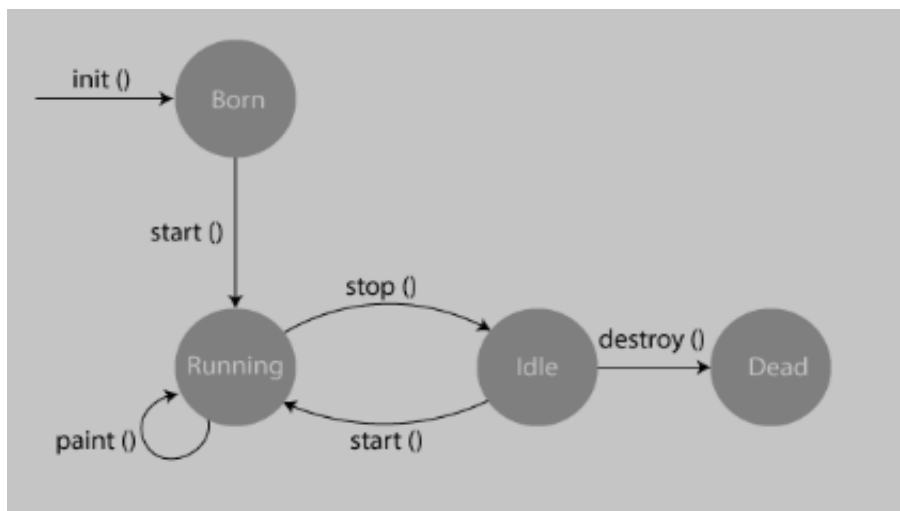 init ()
Born
start ()
stop ()
Running
Idle
destroy ()
Dead
paint ()
start ()